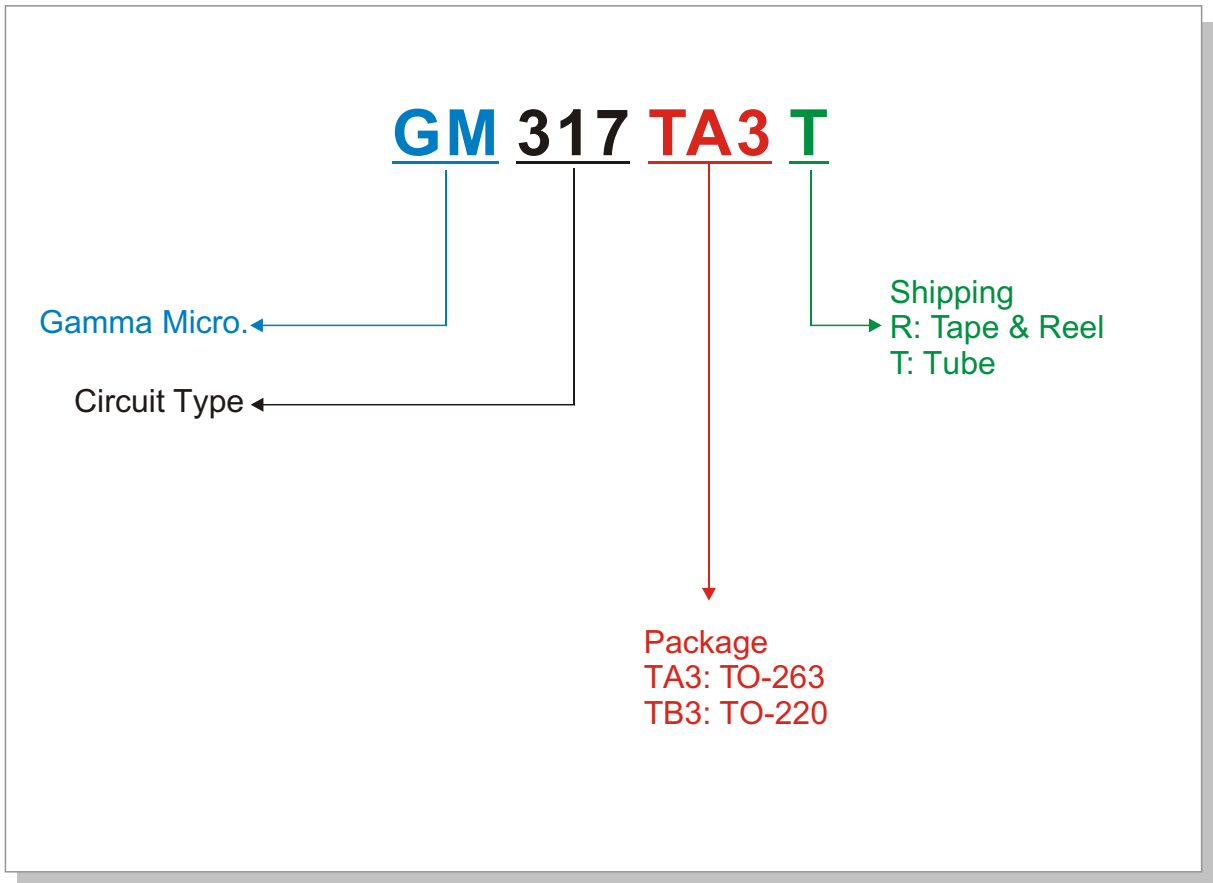 GM 317 TA3 T
Gamma Micro.
Circuit Type
Shipping
R: Tape & Reel
T: Tube
Package
TA3: TO-263
TB3: TO-220